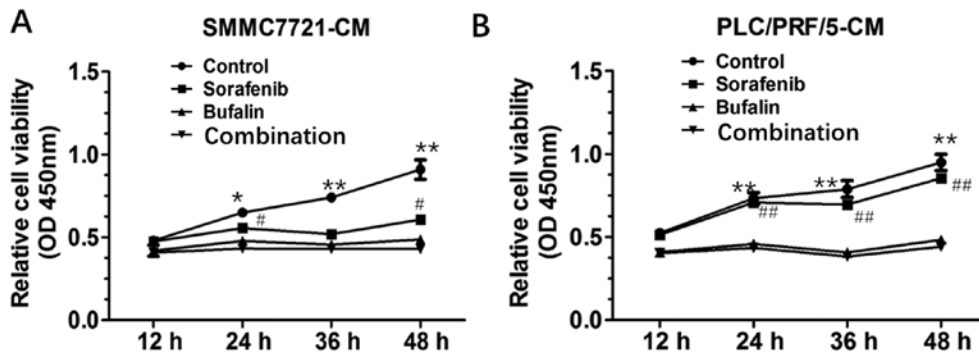 A
SMMC7721-CM
Relative cell viability
(OD 450nm)
1.5
1.0
0.5
0.0
Control
Sorafenib
Bufalin
Combination
*
**
**
#
#
12 h
24 h
36 h
48 h
B
PLC/PRF/5-CM
Relative cell viability
(OD 450nm)
1.5
1.0
0.5
0.0
Control
Sorafenib
Bufalin
Combination
**
**
**
##
##
##
12 h
24 h
36 h
48 h